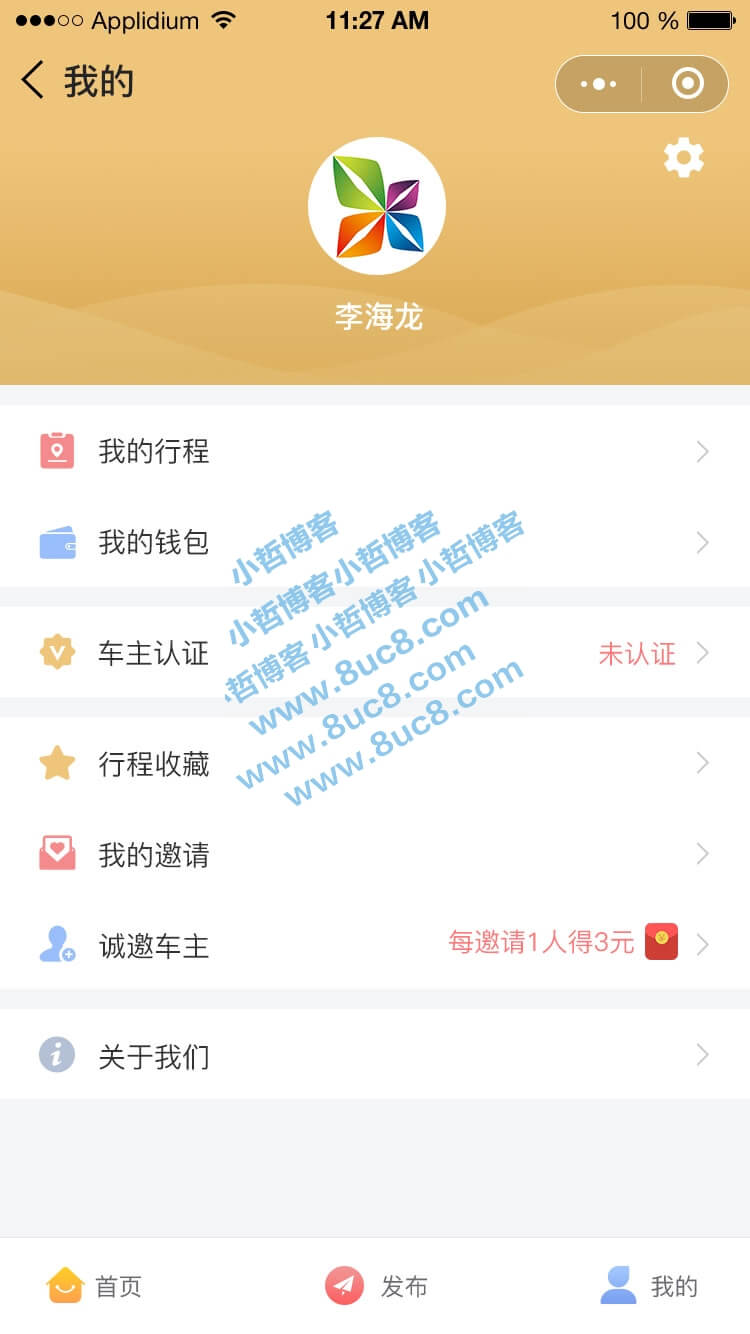 Applidium 11:27 AM 100 %
我的
李海龙
我的行程
我的钱包
车主认证 未认证
行程收藏
我的邀请
诚邀车主 每邀请1人得3元
关于我们
小哲博客
小哲博客小哲博客
哲博客小哲博客小哲博客
www.8uc8.com
www.8uc8.com
www.8uc8.com
首页 发布 我的